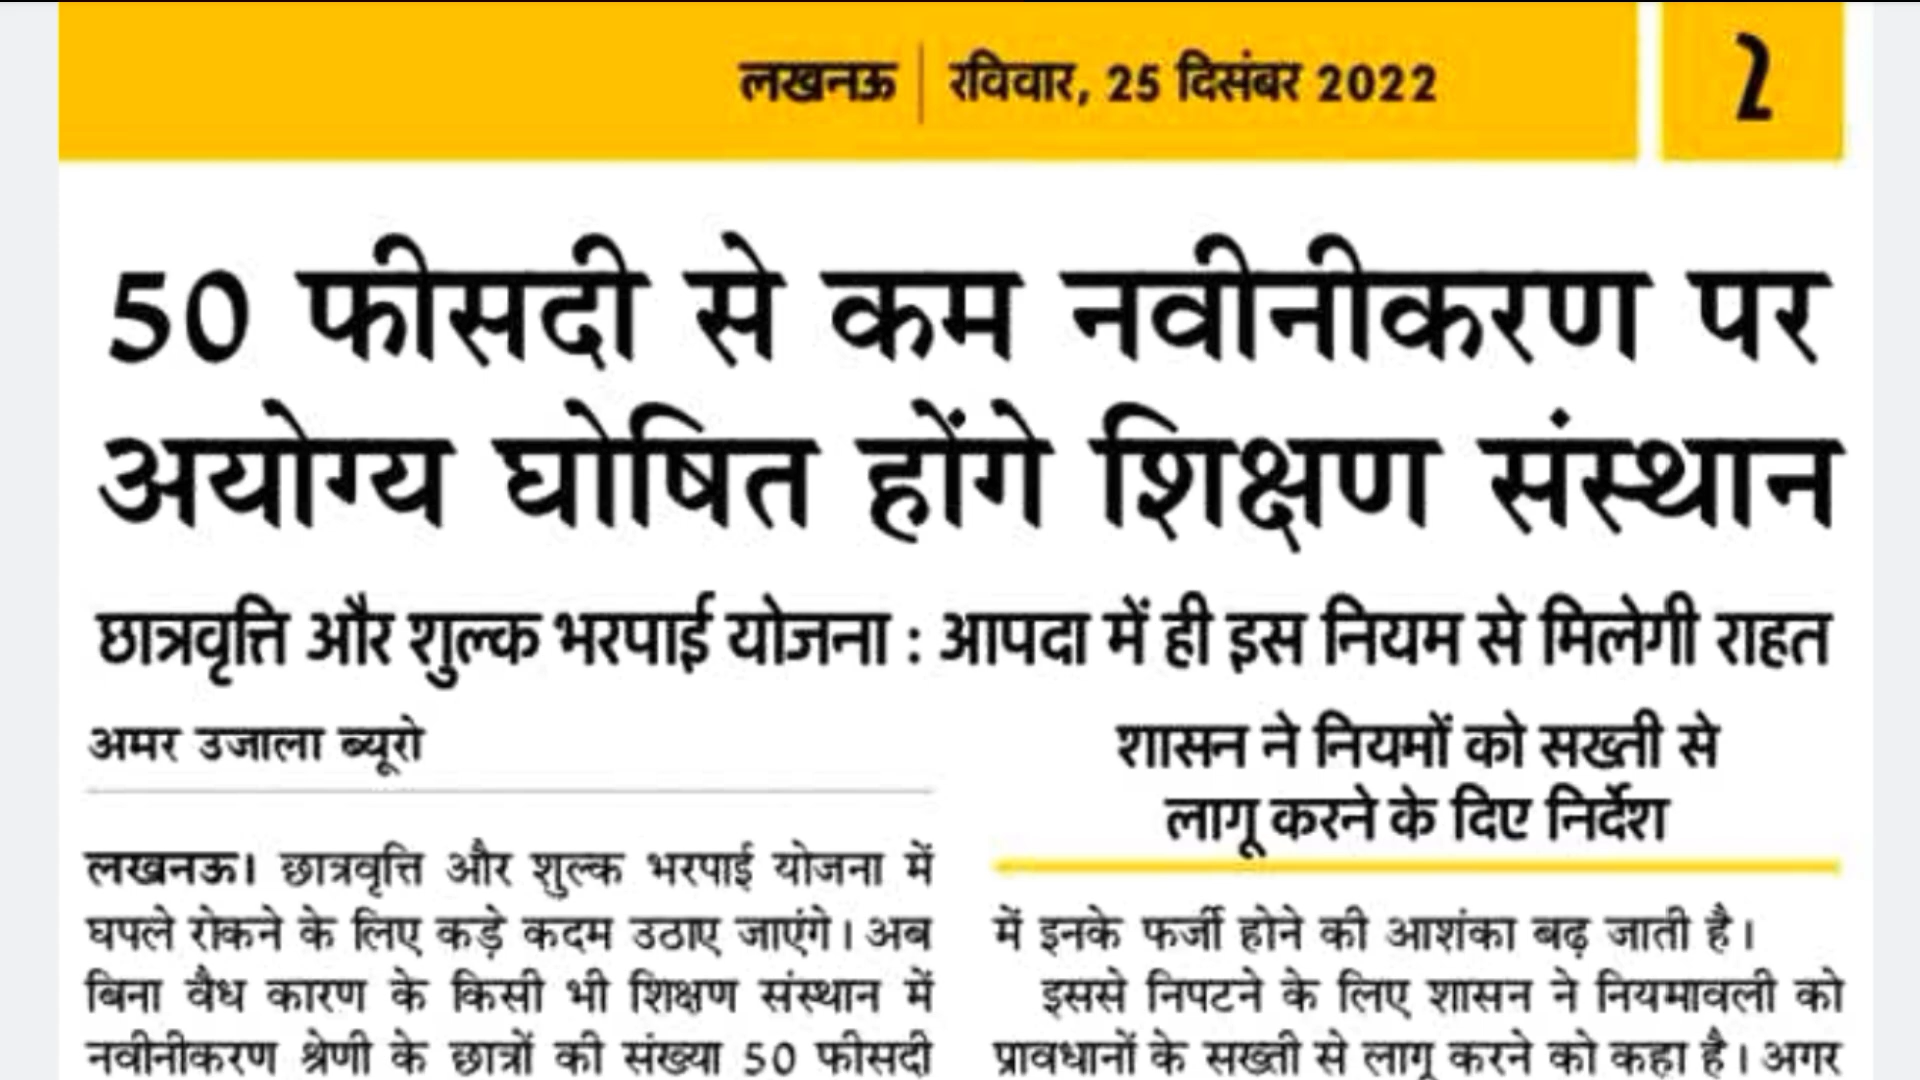 लखनऊ | रविवार, 25 दिसंबर 2022
2
50 फीसदी से कम नवीनीकरण पर
अयोग्य घोषित होंगे शिक्षण संस्थान
छात्रवृत्ति और शुल्क भरपाई योजना : आपदा में ही इस नियम से मिलेगी राहत
अमर उजाला ब्यूरो
लखनऊ। छात्रवृत्ति और शुल्क भरपाई योजना में
घपले रोकने के लिए कड़े कदम उठाए जाएंगे। अब
बिना वैध कारण के किसी भी शिक्षण संस्थान में
नवीनीकरण श्रेणी के छात्रों की संख्या 50 फीसदी
शासन ने नियमों को सख्ती से
लागू करने के दिए निर्देश
में इनके फर्जी होने की आशंका बढ़ जाती है।
इससे निपटने के लिए शासन ने नियमावली को
प्रावधानों के सख्ती से लागू करने को कहा है। अगर